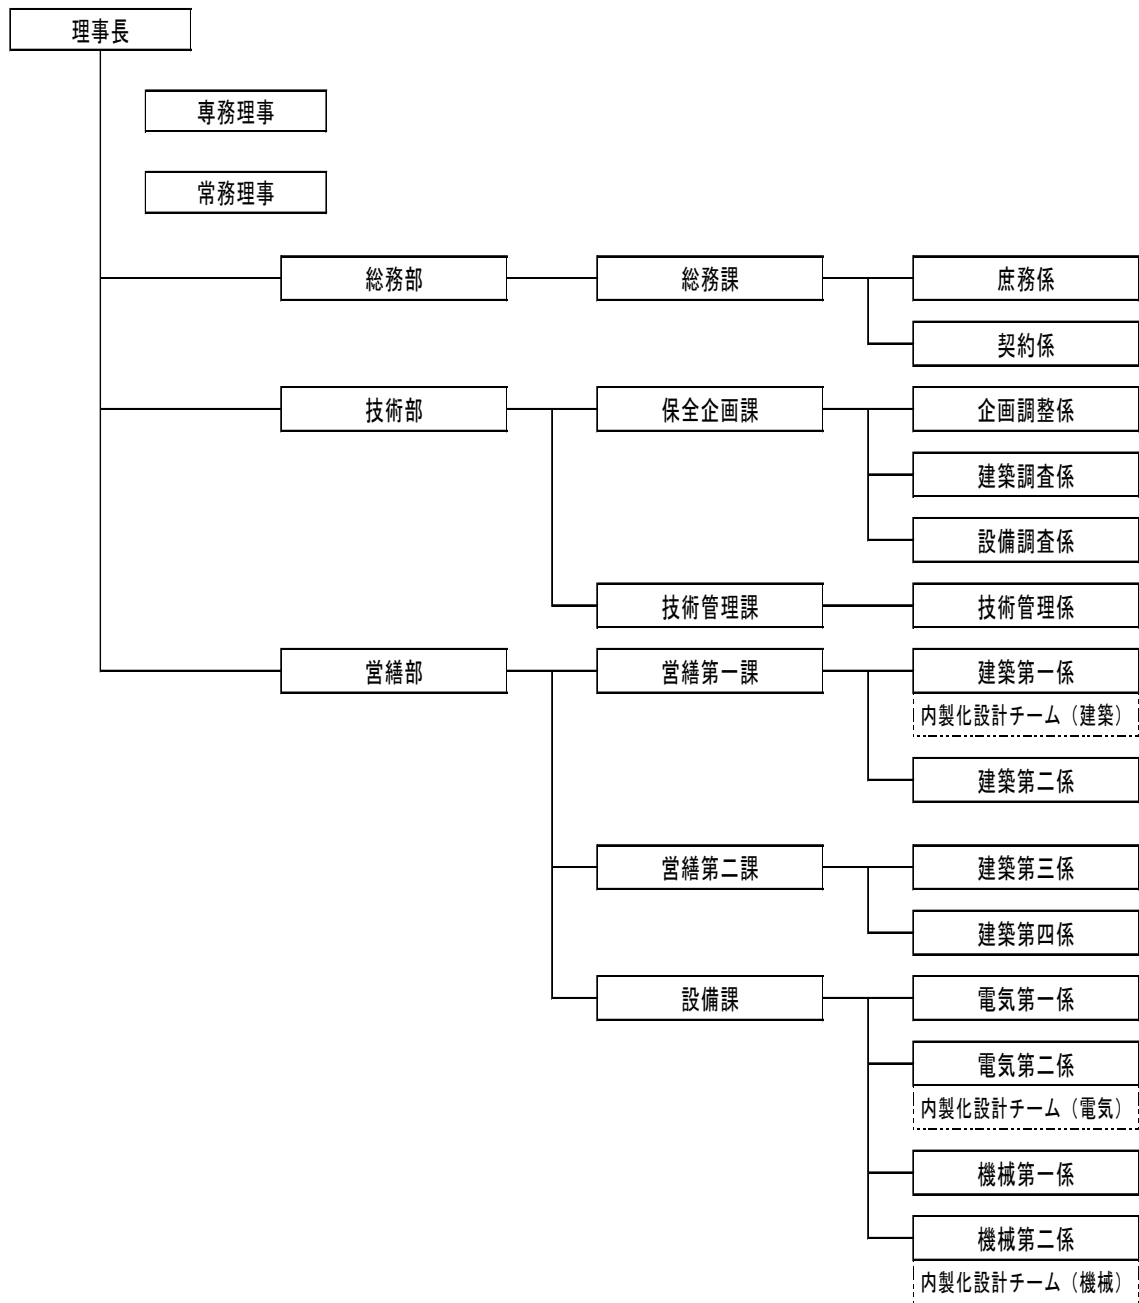 理事長
専務理事
常務理事
総務部
総務課
庶務係
契約係
技術部
保全企画課
企画調整係
建築調査係
設備調査係
技術管理課
技術管理係
営繕部
営繕第一課
建築第一係
内製化設計チーム（建築）
建築第二係
営繕第二課
建築第三係
建築第四係
設備課
電気第一係
電気第二係
内製化設計チーム（電気）
機械第一係
機械第二係
内製化設計チーム（機械）